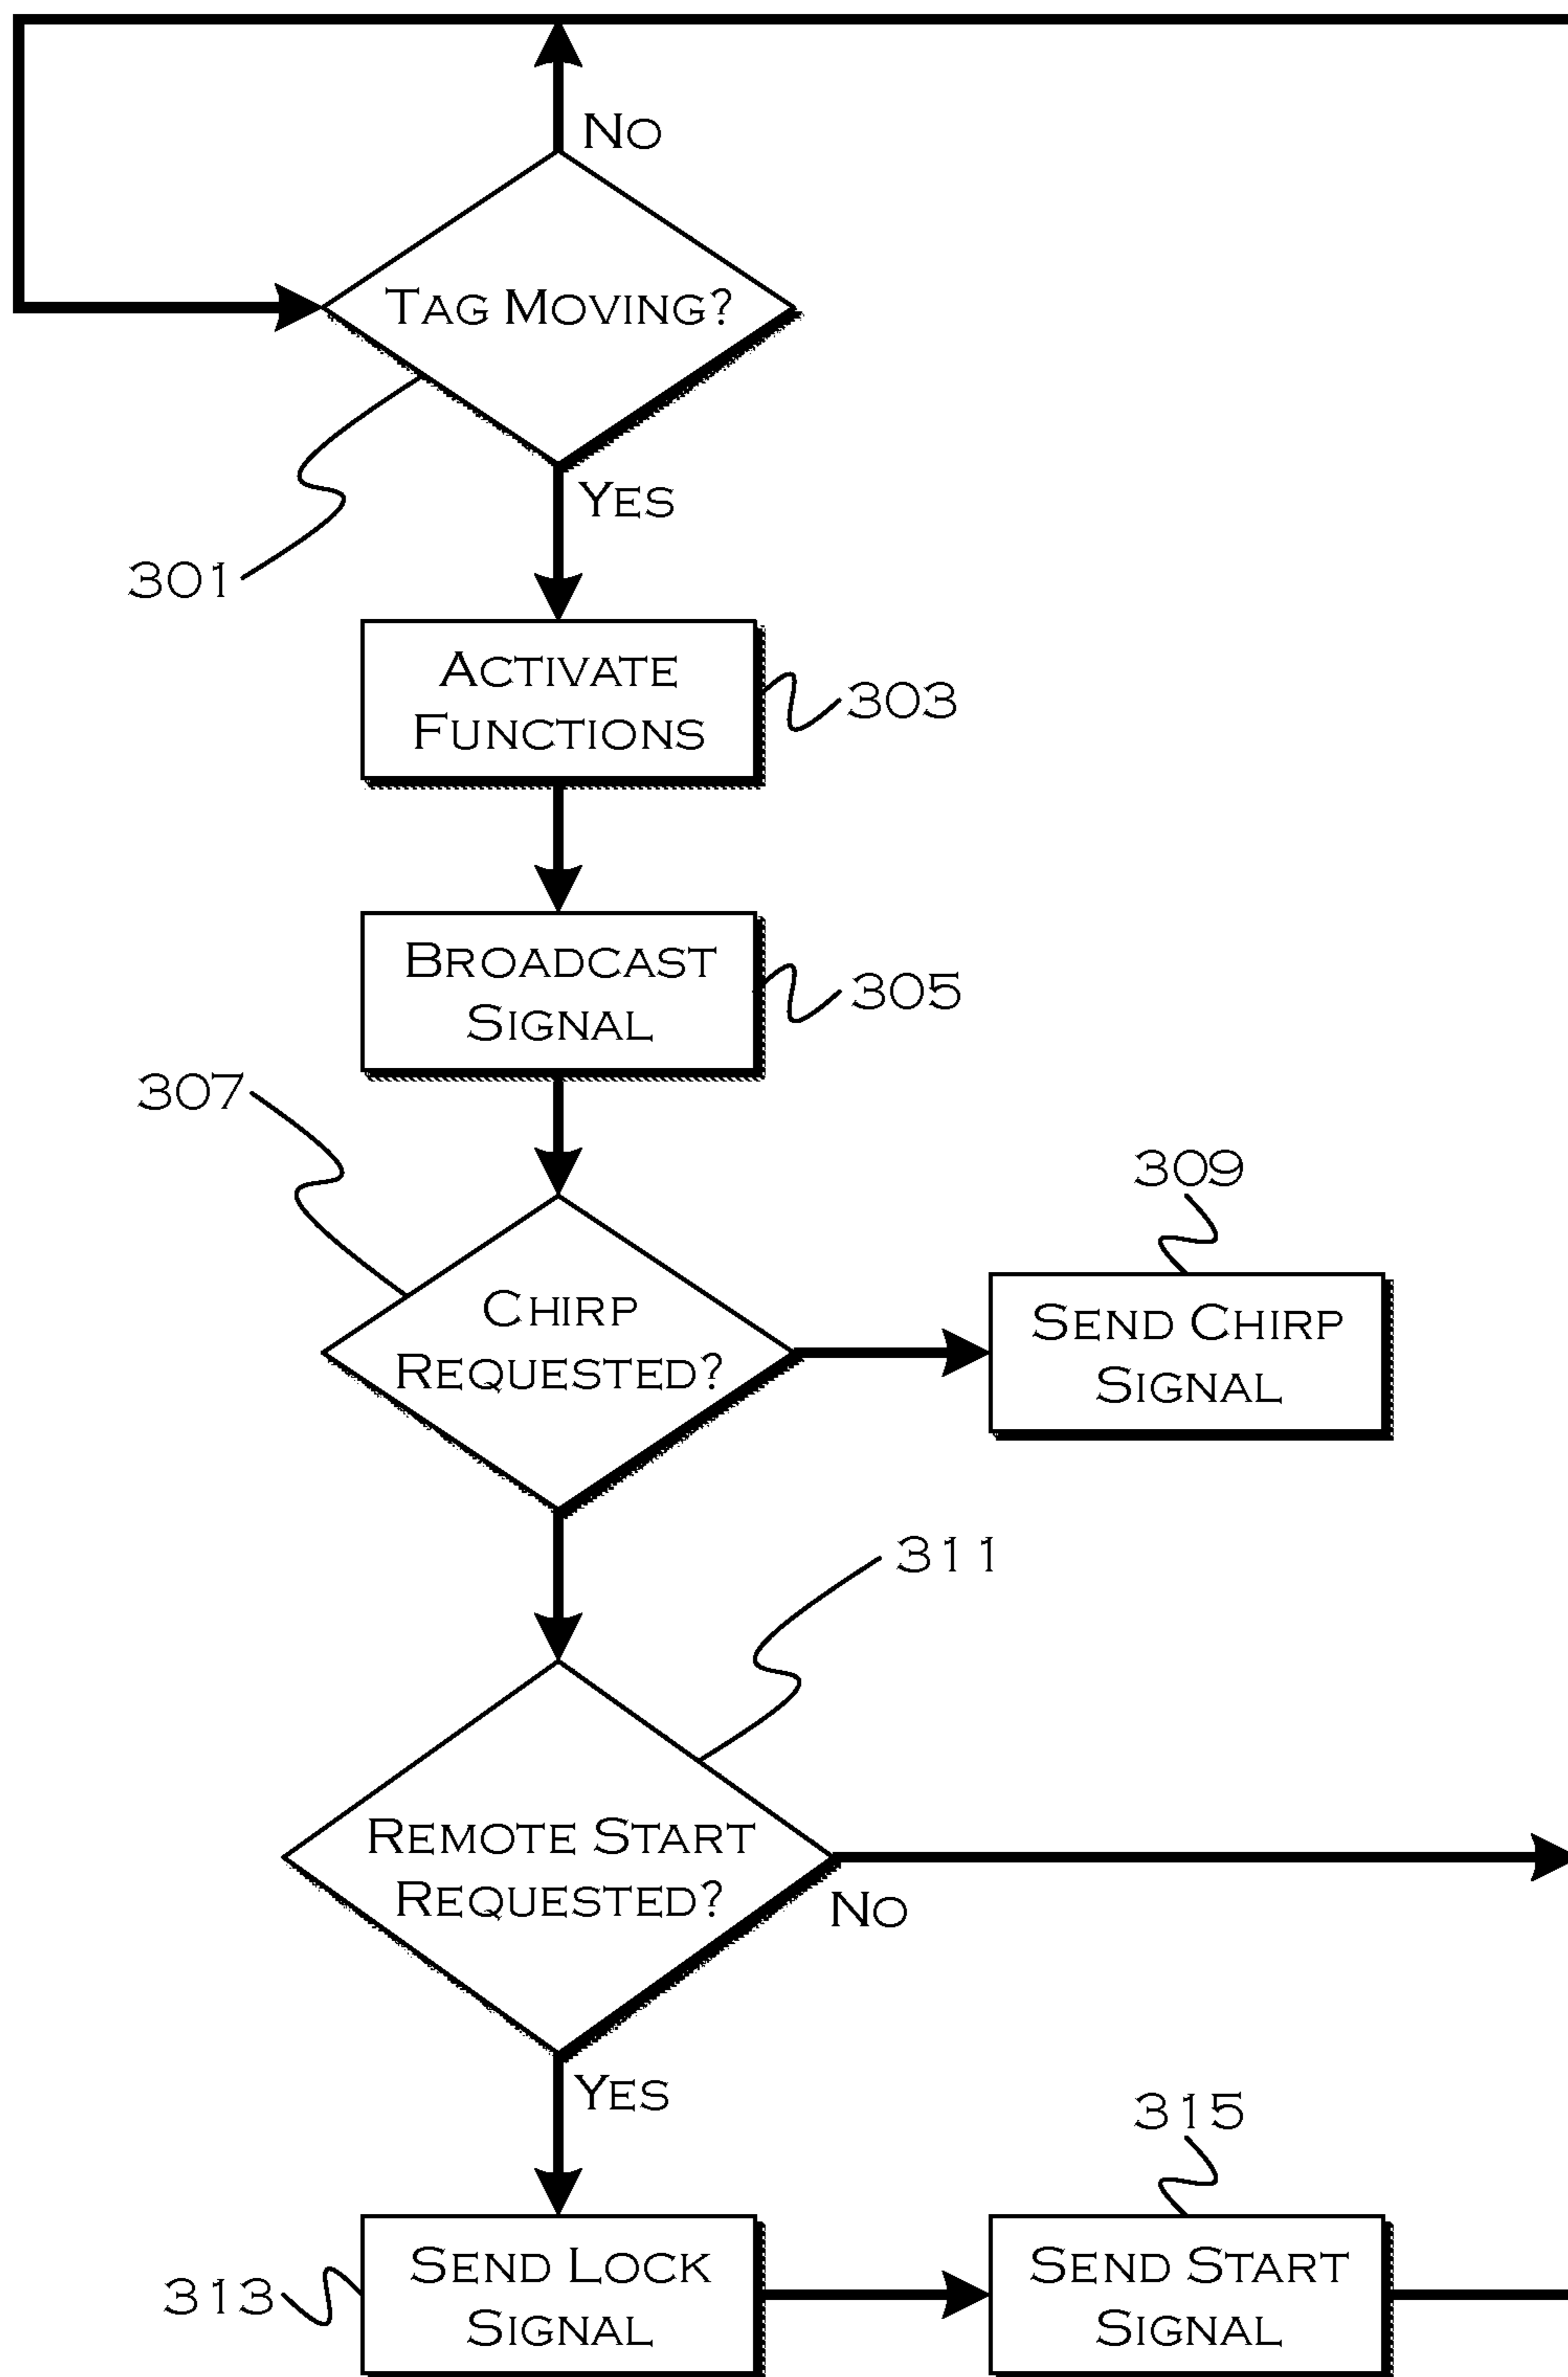 NO
TAG MOVING?
YES
301
ACTIVATE
FUNCTIONS
303
BROADCAST
SIGNAL
305
307
309
CHIRP
REQUESTED?
SEND CHIRP
SIGNAL
311
REMOTE START
REQUESTED?
NO
YES
315
313
SEND LOCK
SIGNAL
SEND START
SIGNAL